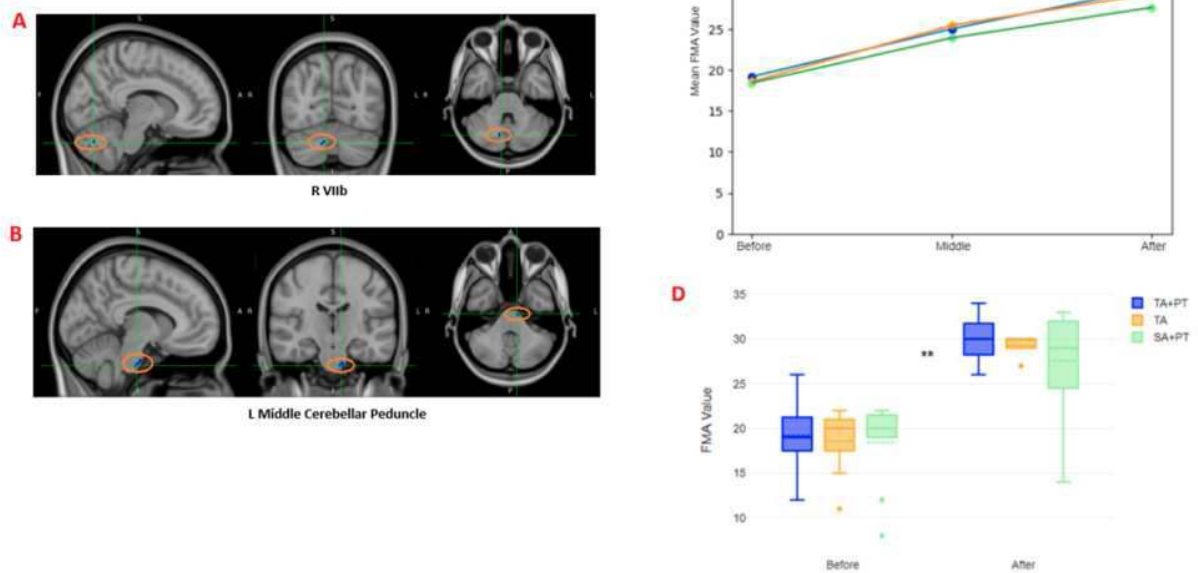 A
S
S
A
P
A
R
L
R
L
P
R VIIb
B
S
S
A
P
A
R
L
R
L
L Middle Cerebellar Peduncle
Mean FMA Value
25
20
15
10
5
0
Before
Middle
After
D
FMA Value
35
30
25
20
15
10
**
Before
After
TA+PT
TA
SA+PT